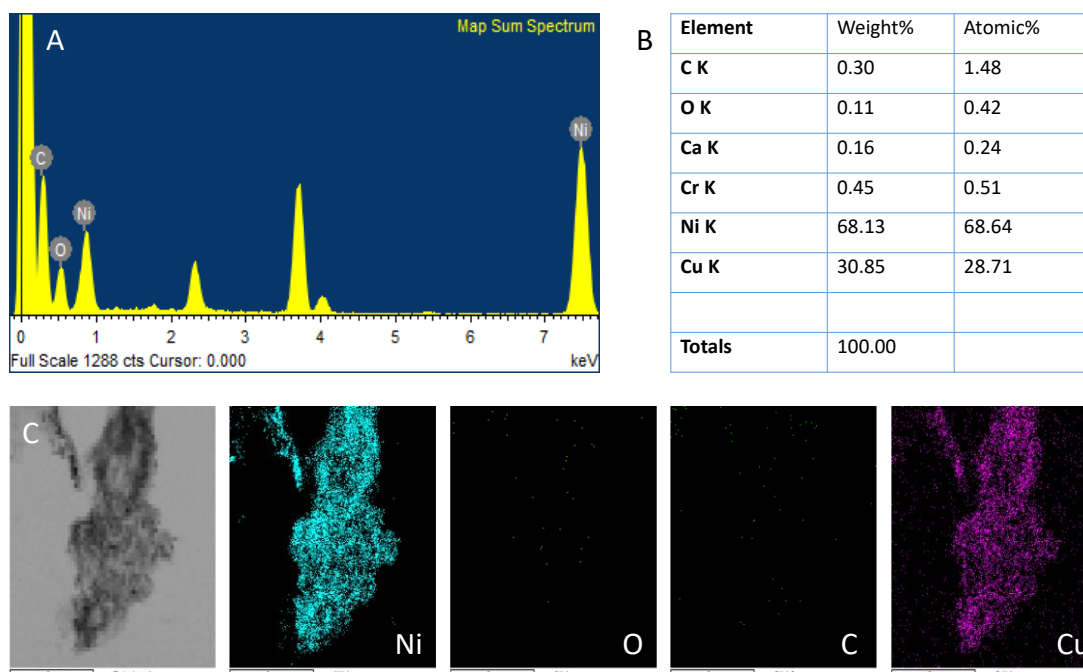 A
Map Sum Spectrum
C
O
Ni
Ni
0 1 2 3 4 5 6 7
Full Scale 1288 cts Cursor: 0.000 keV
B
Element Weight% Atomic%
C K 0.30 1.48
O K 0.11 0.42
Ca K 0.16 0.24
Cr K 0.45 0.51
Ni K 68.13 68.64
Cu K 30.85 28.71
Totals 100.00
C
Ni
O
C
Cu